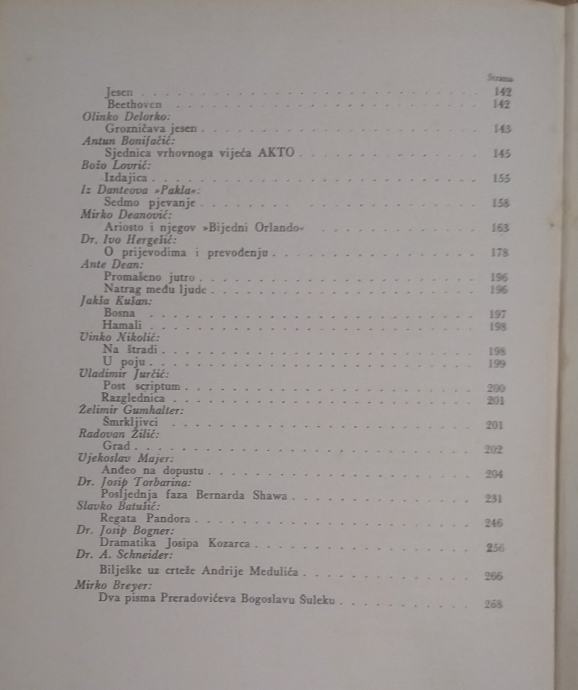 Strana
Jesen . . . . . . . . . . . . . . . . . . . . . . . . 142
Beethoven . . . . . . . . . . . . . . . . . . . . . . 142
Olinko Delorko:
Grozničava jesen . . . . . . . . . . . . . . . . . . . 143
Antun Bonifačić:
Sjednica vrhovnoga vijeća AKTO . . . . . . . . . . . . 145
Božo Lovrić:
Izdajica . . . . . . . . . . . . . . . . . . . . . . . 155
Iz Danteova »Pakla«:
Sedmo pjevanje . . . . . . . . . . . . . . . . . . . . 158
Mirko Deanović:
Ariosto i njegov »Bijedni Orlando« . . . . . . . . . . 163
Dr. Ivo Hergešić:
O prijevodima i prevođenju . . . . . . . . . . . . . . 178
Ante Dean:
Promašeno jutro . . . . . . . . . . . . . . . . . . . 196
Natrag među ljude . . . . . . . . . . . . . . . . . . 196
Jakša Kušan:
Bosna . . . . . . . . . . . . . . . . . . . . . . . . 197
Hamali . . . . . . . . . . . . . . . . . . . . . . . . 198
Vinko Nikolić:
Na štradi . . . . . . . . . . . . . . . . . . . . . . 198
U poju . . . . . . . . . . . . . . . . . . . . . . . . 199
Vladimir Jurčić:
Post scriptum . . . . . . . . . . . . . . . . . . . . 200
Razglednica . . . . . . . . . . . . . . . . . . . . . 201
Želimir Gumhalter:
Smrkljivci . . . . . . . . . . . . . . . . . . . . . . 201
Radovan Žilić:
Grad . . . . . . . . . . . . . . . . . . . . . . . . . 202
Vjekoslav Majer:
Anđeo na dopustu . . . . . . . . . . . . . . . . . . . 204
Dr. Josip Torbarina:
Posljednja faza Bernarda Shawa . . . . . . . . . . . . 231
Slavko Batušić:
Regata Pandora . . . . . . . . . . . . . . . . . . . . 246
Dr. Josip Bogner:
Dramatika Josipa Kozarca . . . . . . . . . . . . . . . 256
Dr. A. Schneider:
Bilješke uz crteže Andrije Medulića . . . . . . . . . 266
Mirko Breyer:
Dva pisma Preradovićeva Bogoslavu Šuleku . . . . . . . 268